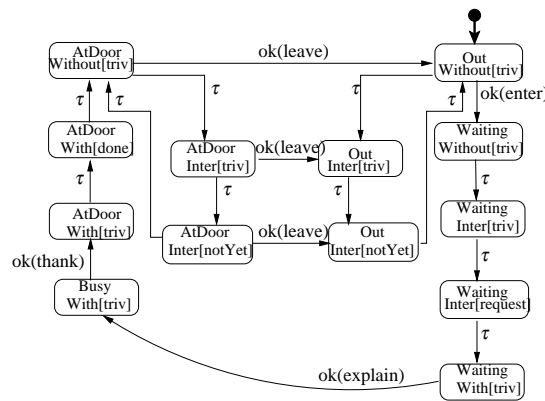 AtDoor
Without[triv]
ok(leave)
Out
Without[triv]
τ
τ
τ
τ
τ
ok(enter)
AtDoor
With[done]
AtDoor
Inter[triv]
ok(leave)
Out
Inter[triv]
Waiting
Without[triv]
τ
τ
τ
τ
AtDoor
With[triv]
Waiting
Inter[triv]
AtDoor
Inter[notYet]
ok(leave)
Out
Inter[notYet]
τ
ok(thank)
Busy
With[triv]
Waiting
Inter[request]
τ
ok(explain)
Waiting
With[triv]